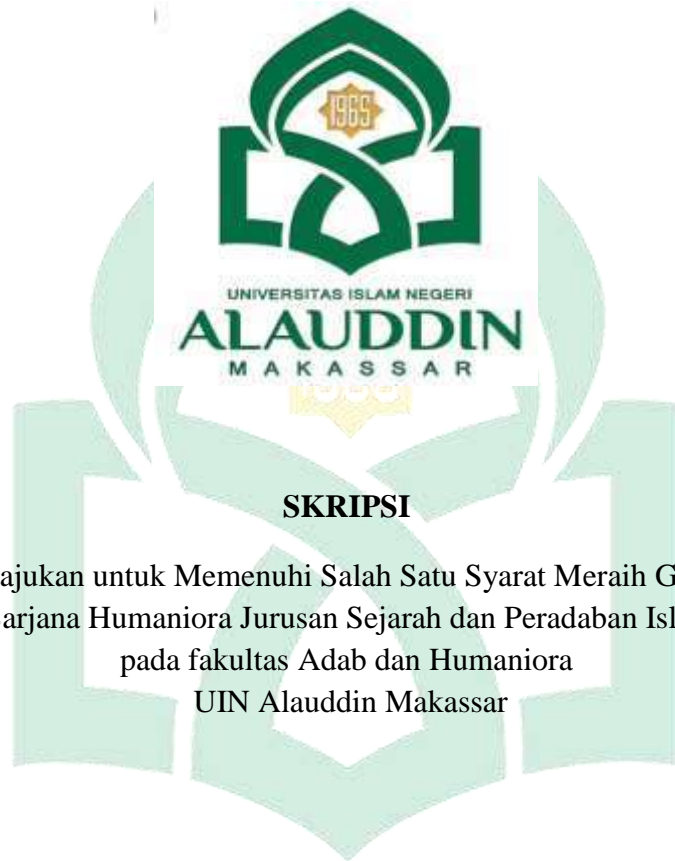 1965
UNIVERSITAS ISLAM NEGERI
ALAUDDIN
MAKASSAR
SKRIPSI
ajukan untuk Memenuhi Salah Satu Syarat Meraih G
arjana Humaniora Jurusan Sejarah dan Peradaban Isl
pada fakultas Adab dan Humaniora
UIN Alauddin Makassar